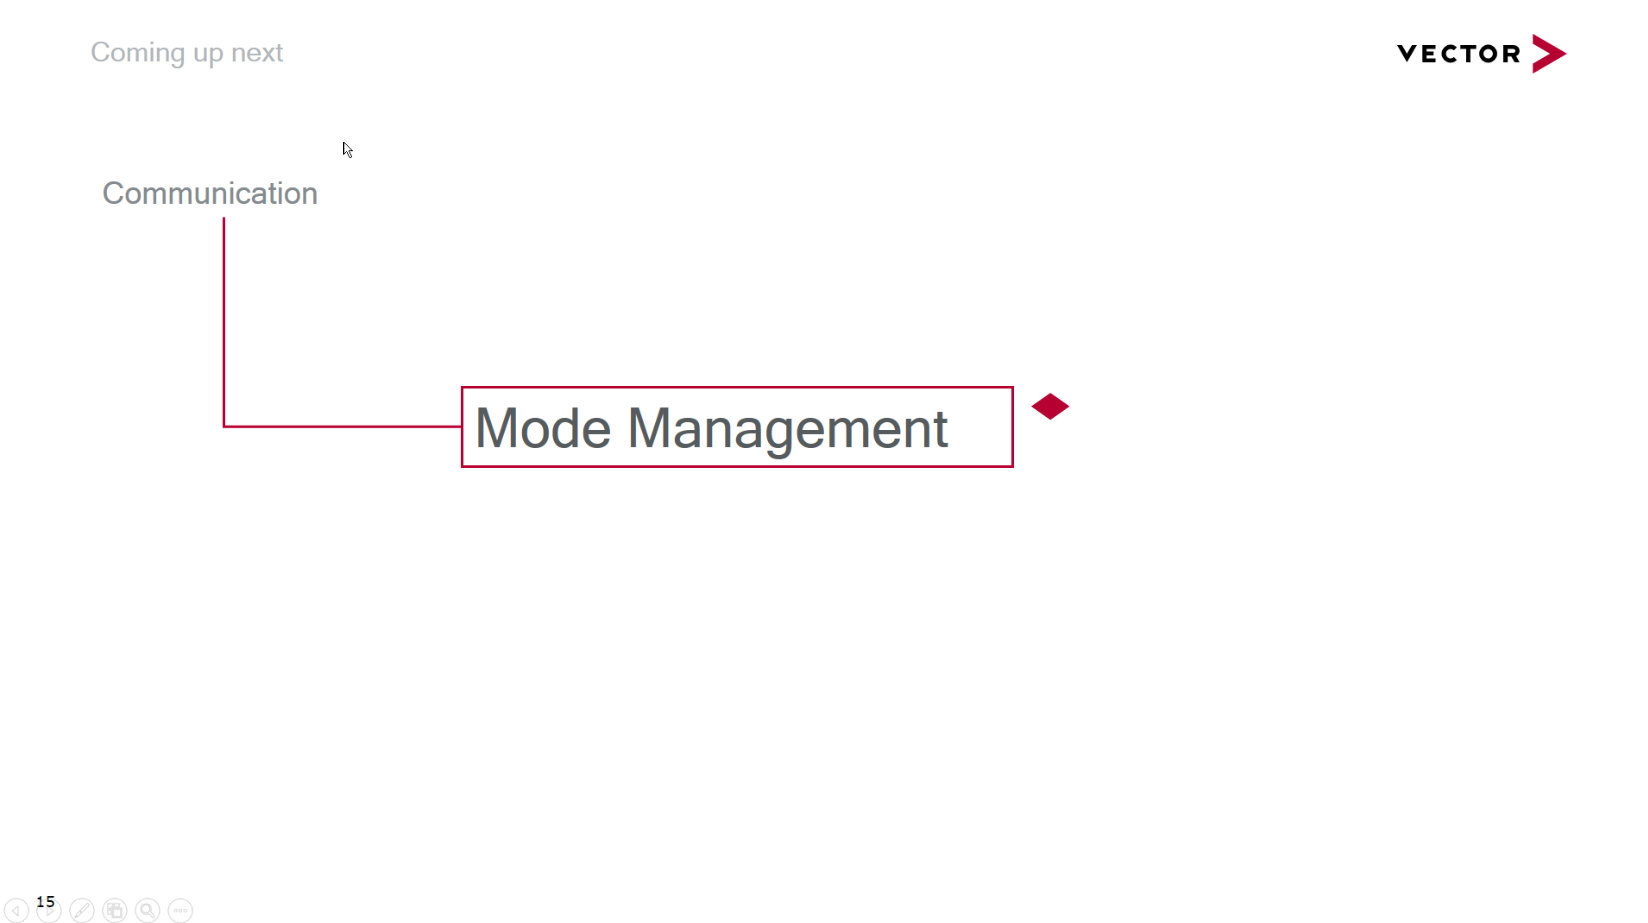 Coming up next
VECTOR
Communication
Mode Management
15